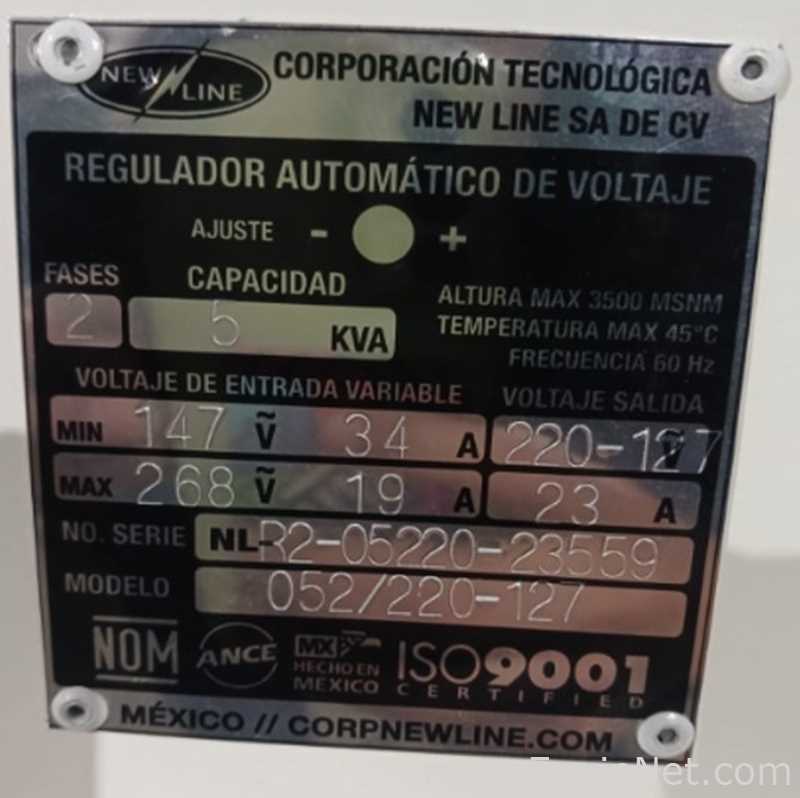 NEW LINE
CORPORACIÓN TECNOLÓGICA
NEW LINE SA DE CV
REGULADOR AUTOMÁTICO DE VOLTAJE
AJUSTE - +
FASES CAPACIDAD
2 5 KVA
ALTURA MAX 3500 MSNM
TEMPERATURA MAX 45°C
FRECUENCIA 60 Hz
VOLTAJE DE ENTRADA VARIABLE VOLTAJE SALIDA
MIN 147 V 34 A 220-127 V
MAX 268 V 19 A 23 A
NO. SERIE NL-R2-05220-23559
MODELO 052/220-127
NOM ANCE MX HECHO EN MEXICO ISO9001
CERTIFIED
MÉXICO // CORPNEWLINE.COM